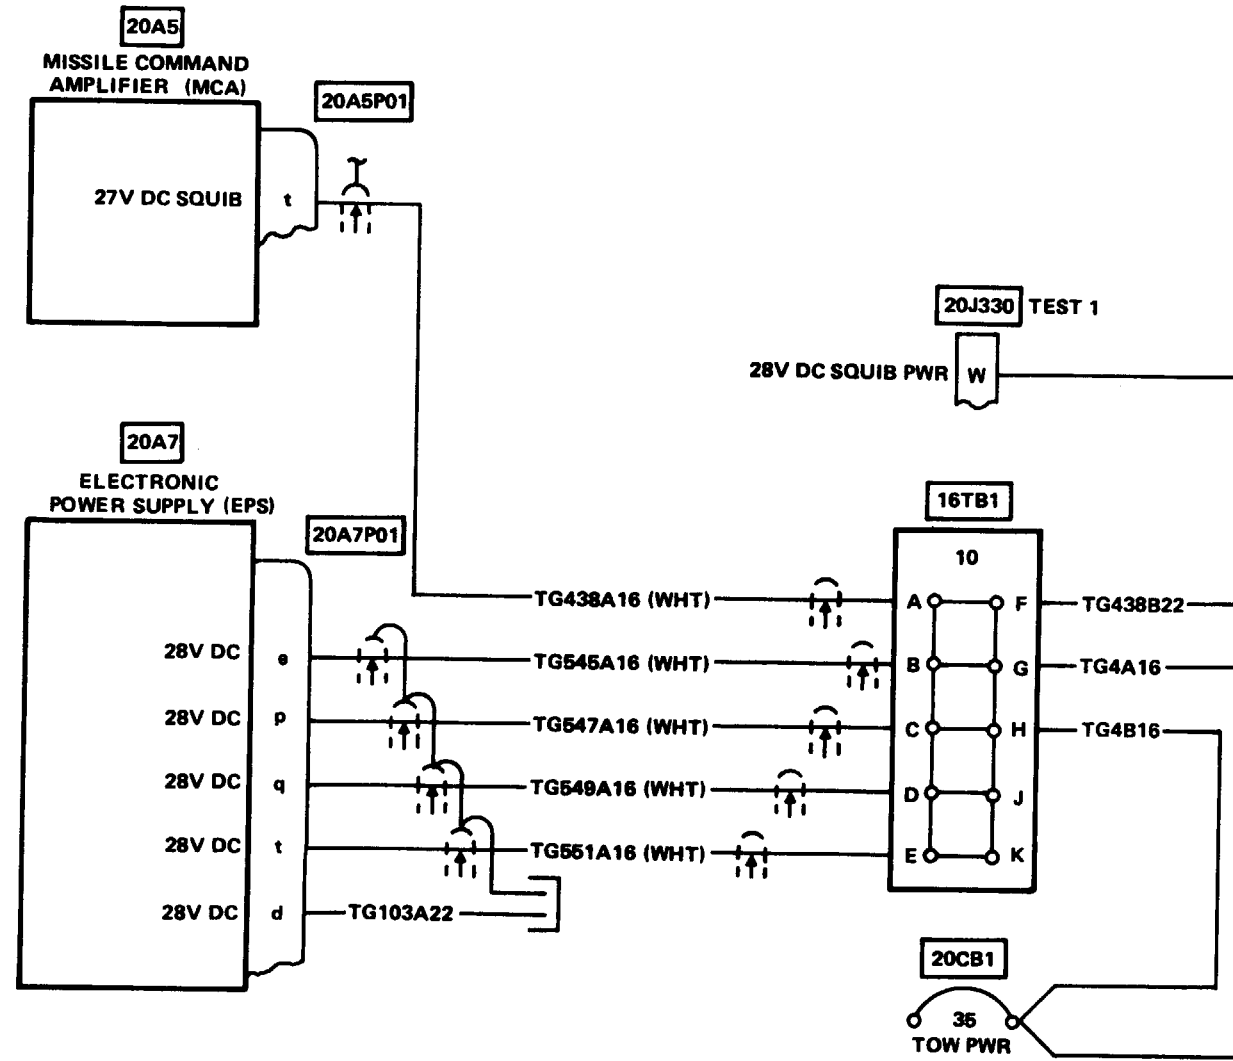 20A5
MISSILE COMMAND
AMPLIFIER (MCA)
20A5P01
27V DC SQUIB t
20J330 TEST 1
28V DC SQUIB PWR W
20A7
ELECTRONIC
POWER SUPPLY (EPS)
20A7P01
16TB1
10
TG438A16 (WHT) A F TG438B22
28V DC e TG545A16 (WHT) B G TG4A16
28V DC p TG547A16 (WHT) C H TG4B16
28V DC q TG549A16 (WHT) D J
28V DC t TG551A16 (WHT) E K
28V DC d TG103A22
20CB1
35
TOW PWR